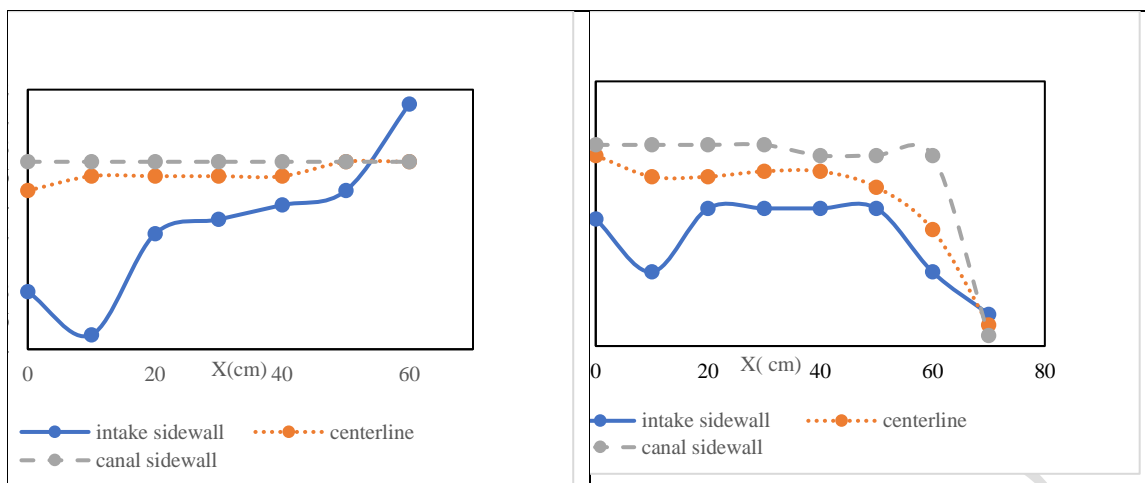 0 20 X(cm) 40 60
intake sidewall centerline
canal sidewall
0 20 X( cm) 40 60 80
intake sidewall centerline
canal sidewall